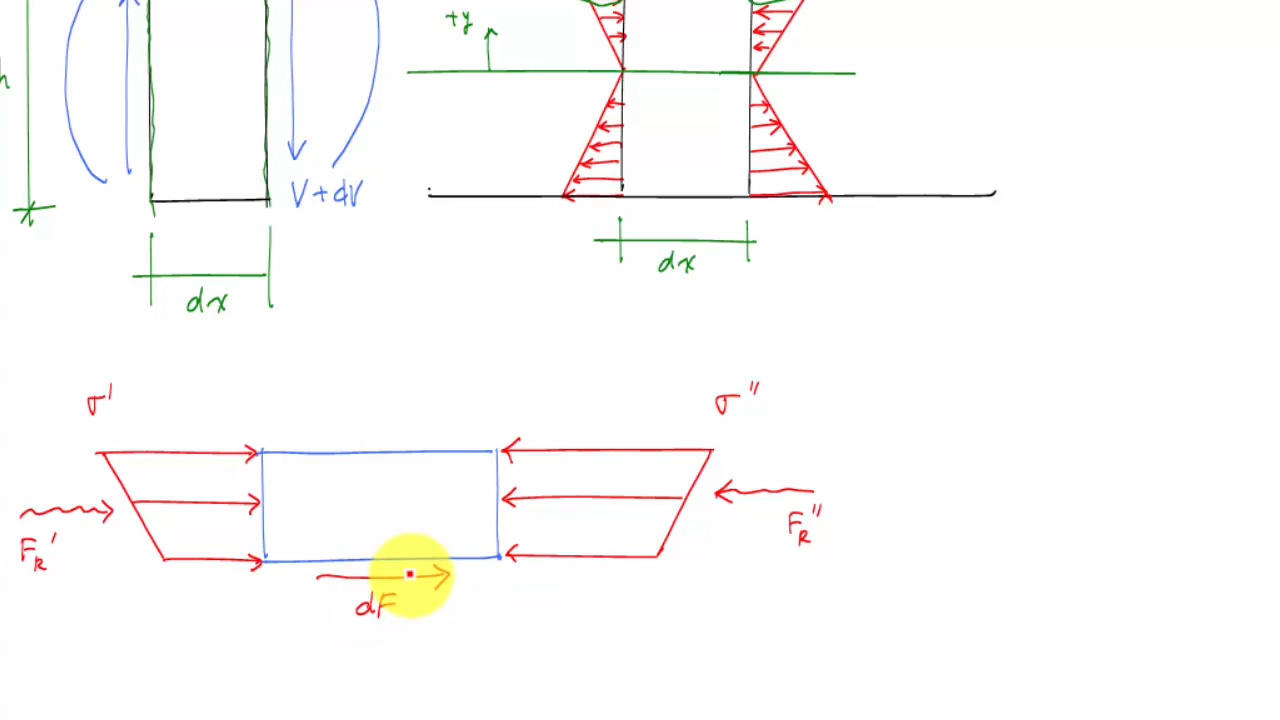 h
+y
V + dV
dx
dx
σ'
σ"
F_R'
F_R"
dF